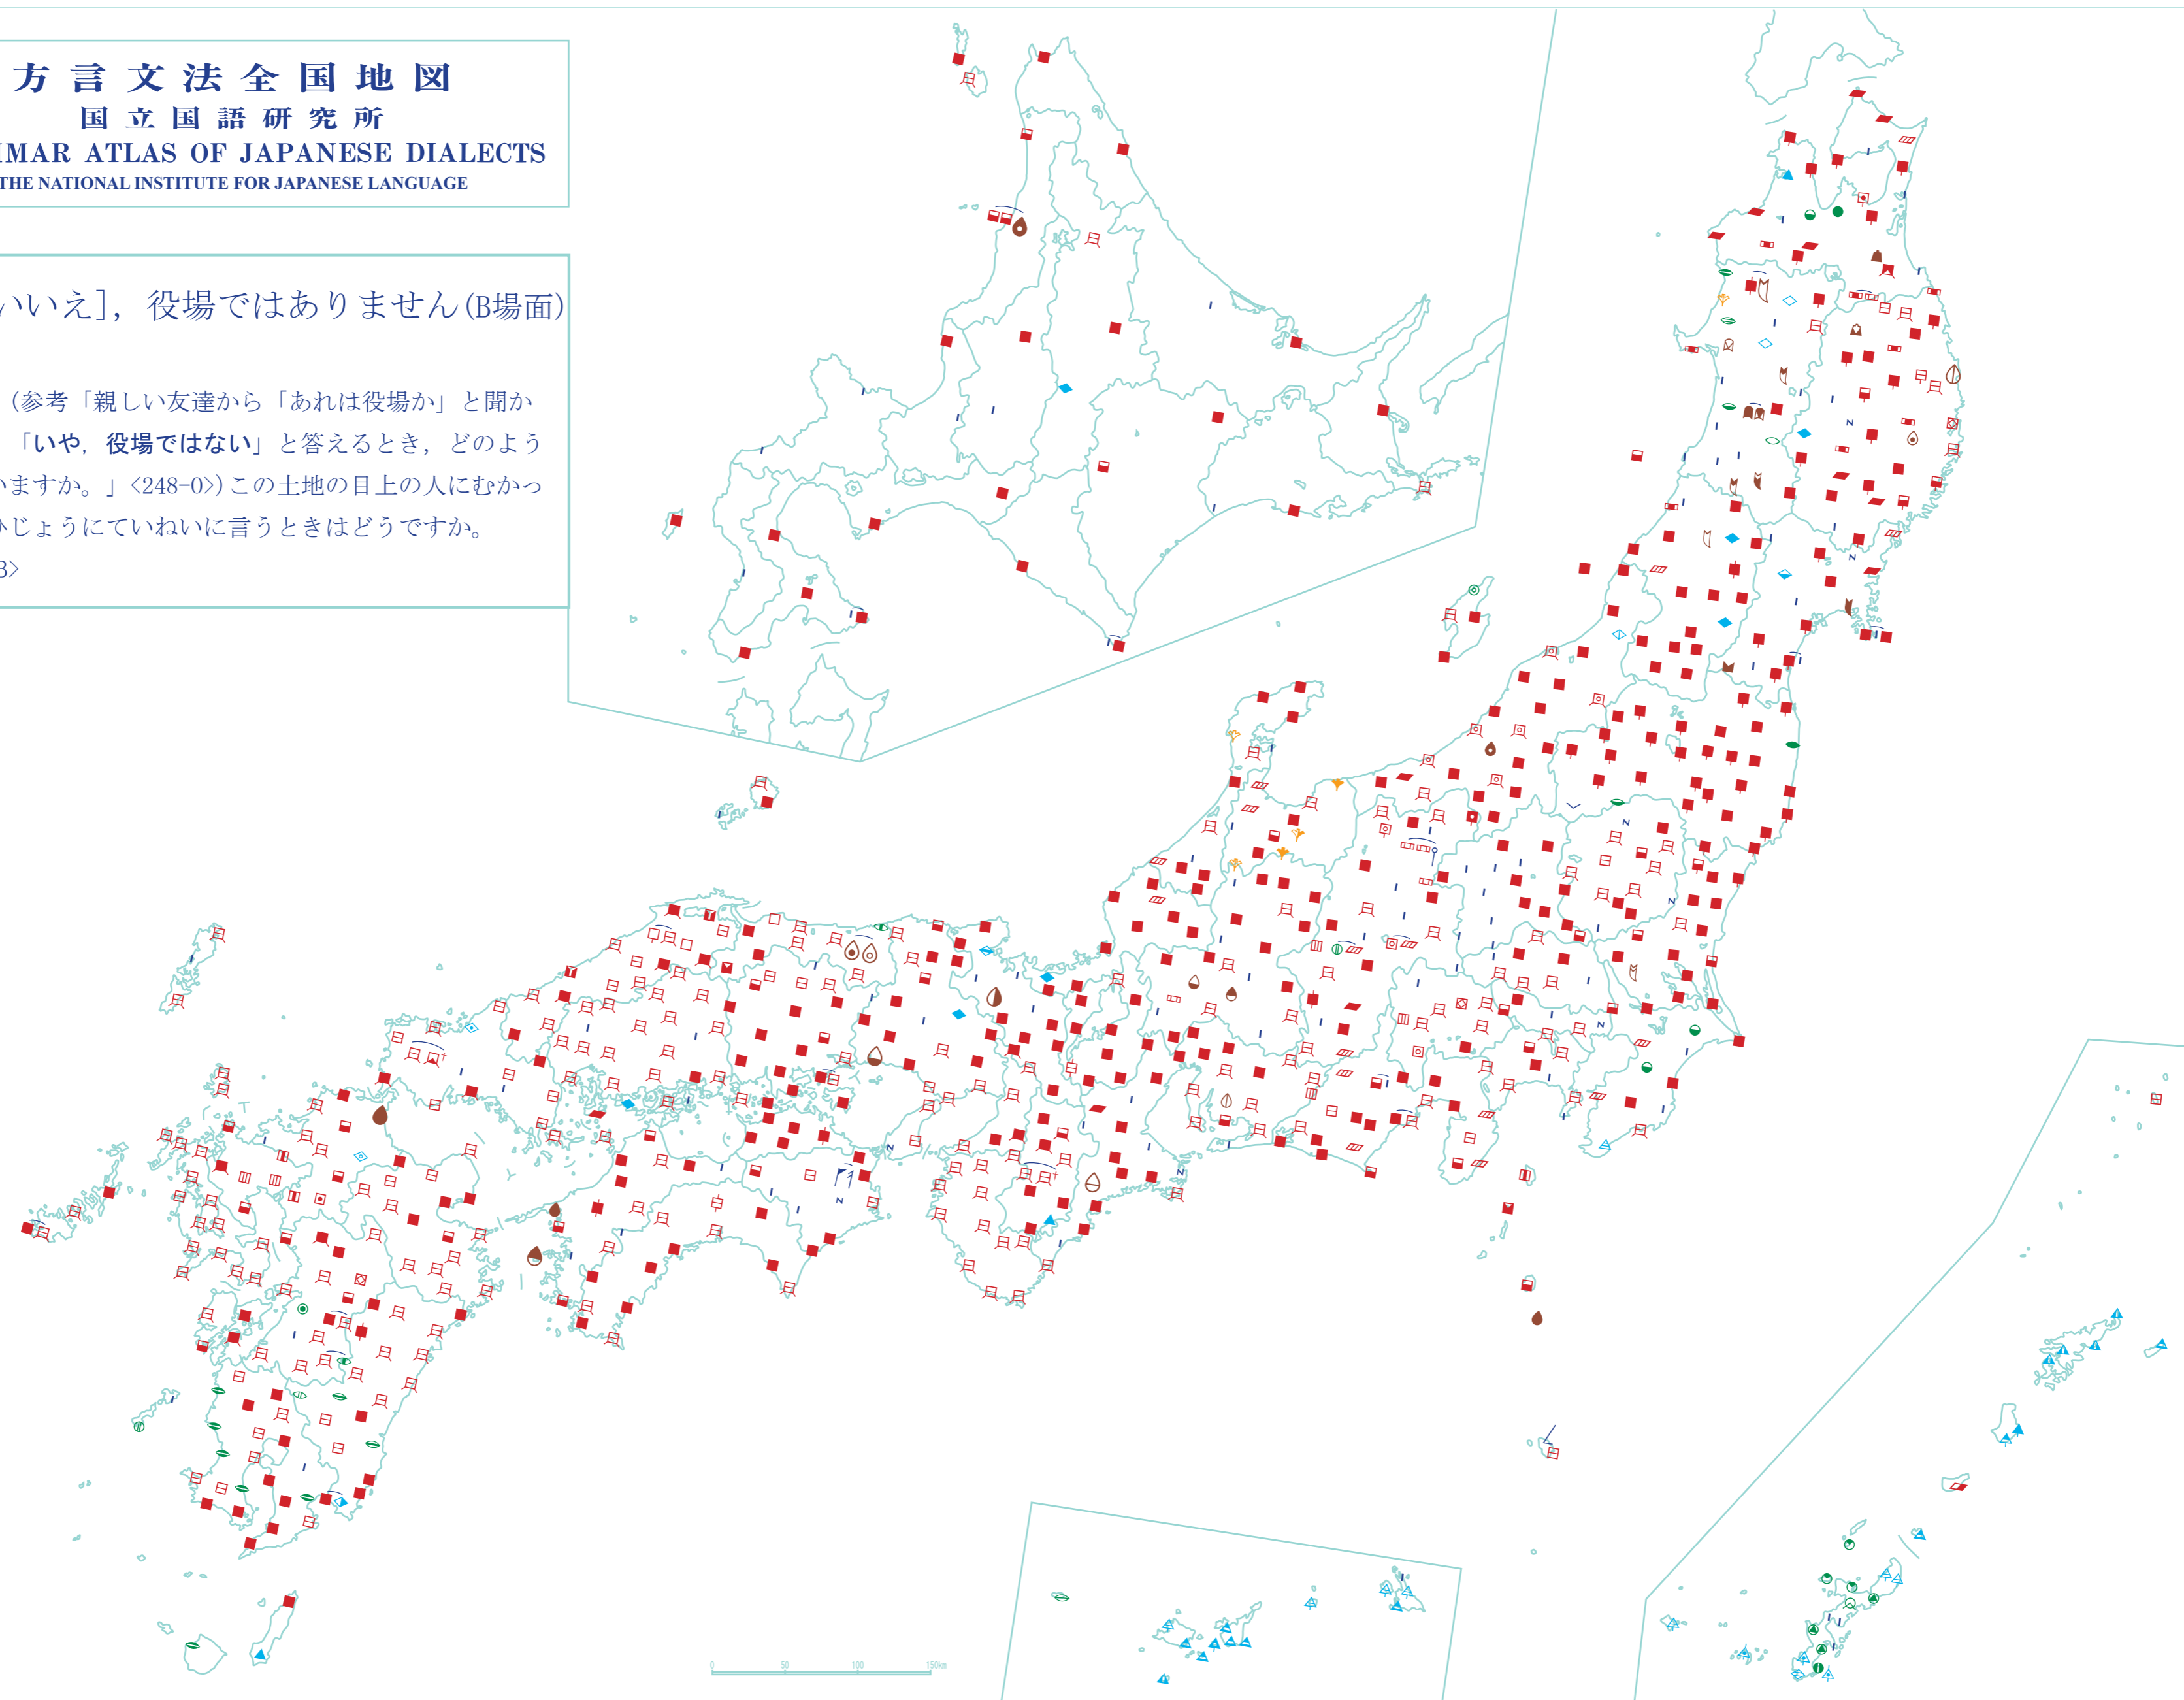 方言文法全国地図
国立国語研究所
MAR ATLAS OF JAPANESE DIALECTS
THE NATIONAL INSTITUTE FOR JAPANESE LANGUAGE
いいえ],役場ではありません(B場面)
(参考「親しい友達から「あれは役場か」と聞か
「いや,役場ではない」と答えるとき,どのよう
いますか。」<248-0>)この土地の目上の人にむかっ
ひじょうにていねいに言うときはどうですか。
3>
0 50 100 150km